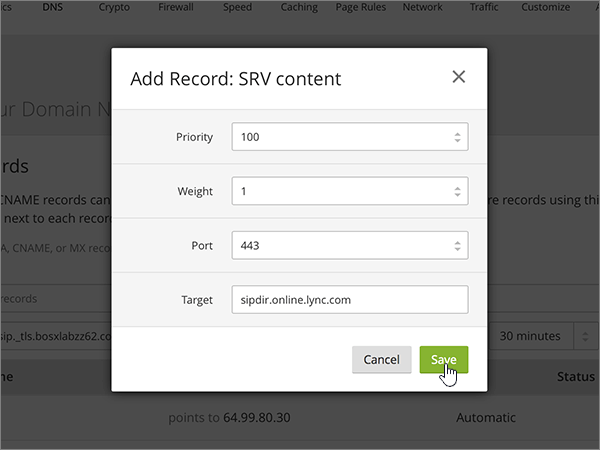 DNS Crypto Firewall Speed Caching Page Rules Network Traffic Customize
Add Record: SRV content
ur Domain N
Priority 100
rds
Weight 1
CNAME records can
re records using thi
next to each record
Port 443
A, CNAME, or MX reco
records
Target sipdir.online.lync.com
sip._tls.bosxlabzz62.co
30 minutes
Cancel Save
Status
points to 64.99.80.30 Automatic